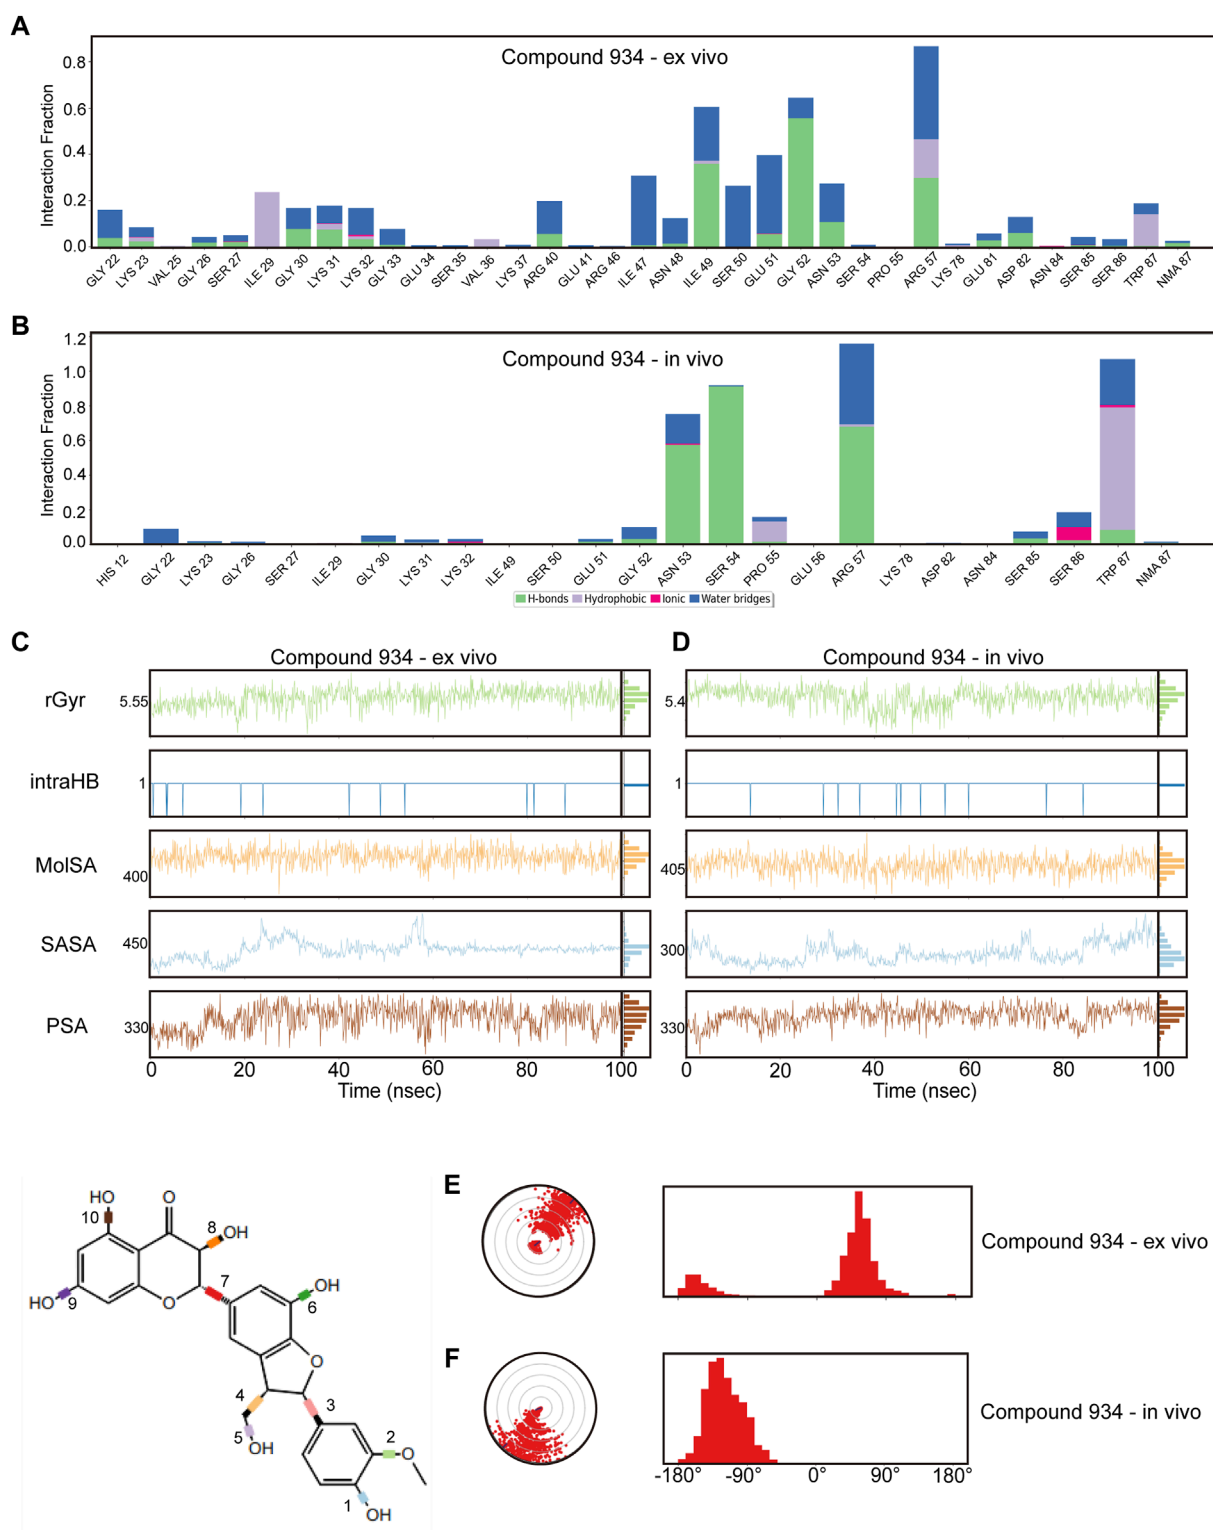 A
Compound 934 - ex vivo
Interaction Fraction
0.8
0.6
0.4
0.2
0.0
GLY 22 LYS 23 VAL 25 GLY 26 SER 27 ILE 29 GLY 30 LYS 31 LYS 32 GLY 33 GLU 34 SER 35 VAL 36 LYS 37 ARG 40 GLU 41 ARG 46 ILE 47 ASN 48 ILE 49 SER 50 GLU 51 GLY 52 ASN 53 SER 54 PRO 55 ARG 57 LYS 78 GLU 81 ASP 82 ASN 84 SER 85 SER 86 TRP 87 NMA 87
B
Compound 934 - in vivo
Interaction Fraction
1.2
1.0
0.8
0.6
0.4
0.2
0.0
HIS 12 GLY 22 LYS 23 GLY 26 SER 27 ILE 29 GLY 30 LYS 31 LYS 32 ILE 49 SER 50 GLU 51 GLY 52 ASN 53 SER 54 PRO 55 GLU 56 ARG 57 LYS 78 ASP 82 ASN 84 SER 85 SER 86 TRP 87 NMA 87
H-bonds Hydrophobic Ionic Water bridges
C
Compound 934 - ex vivo
D
Compound 934 - in vivo
rGyr 5.55 5.4
intraHB 1 1
MolSA 400 405
SASA 450 300
PSA 330 330
0 20 40 60 80 100 0 20 40 60 80 100
Time (nsec) Time (nsec)
HO O
10
8 OH
HO 9
O
7
OH
6
O
4
3
5
OH
2
O
1
OH
E
Compound 934 - ex vivo
F
Compound 934 - in vivo
-180° -90° 0° 90° 180°